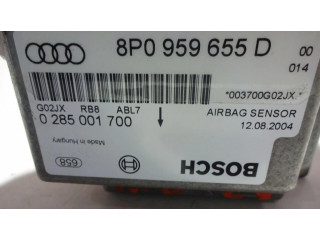 8P0 959 655 D
00
014
*003700G02JX*
G02JX RB8 ABL7
0 285 001 700
AIRBAG SENSOR
12.08.2004
Made in Hungary
BOSCH
658